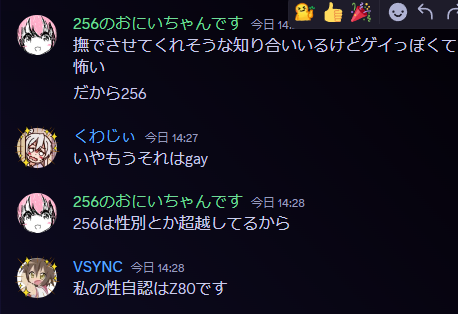 256のおにいちゃんです 今日 14:2
撫でさせてくれそうな知り合いいるけどゲイっぽくて
怖い
だから256
くわじぃ 今日 14:27
いやもうそれはgay
256のおにいちゃんです 今日 14:28
256は性別とか超越してるから
VSYNC 今日 14:28
私の性自認はZ80です